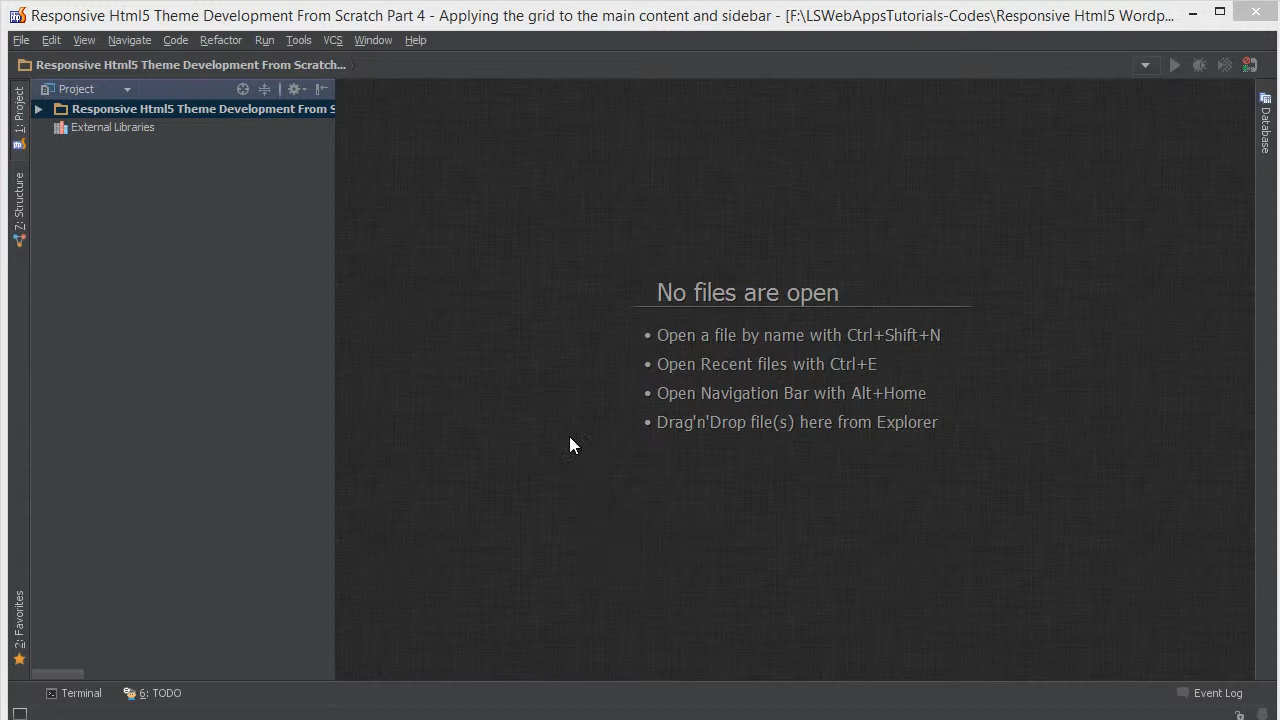 Responsive Html5 Theme Development From Scratch Part 4 - Applying the grid to the main content and sidebar - [F:\LSWebAppsTutorials-Codes\Responsive Html5 Wordp...
File Edit View Navigate Code Refactor Run Tools VCS Window Help
Responsive Html5 Theme Development From Scratch...
1: Project
Project
Responsive Html5 Theme Development From S
External Libraries
Z: Structure
2: Favorites
No files are open
• Open a file by name with Ctrl+Shift+N
• Open Recent files with Ctrl+E
• Open Navigation Bar with Alt+Home
• Drag'n'Drop file(s) here from Explorer
Database
Terminal 6: TODO Event Log